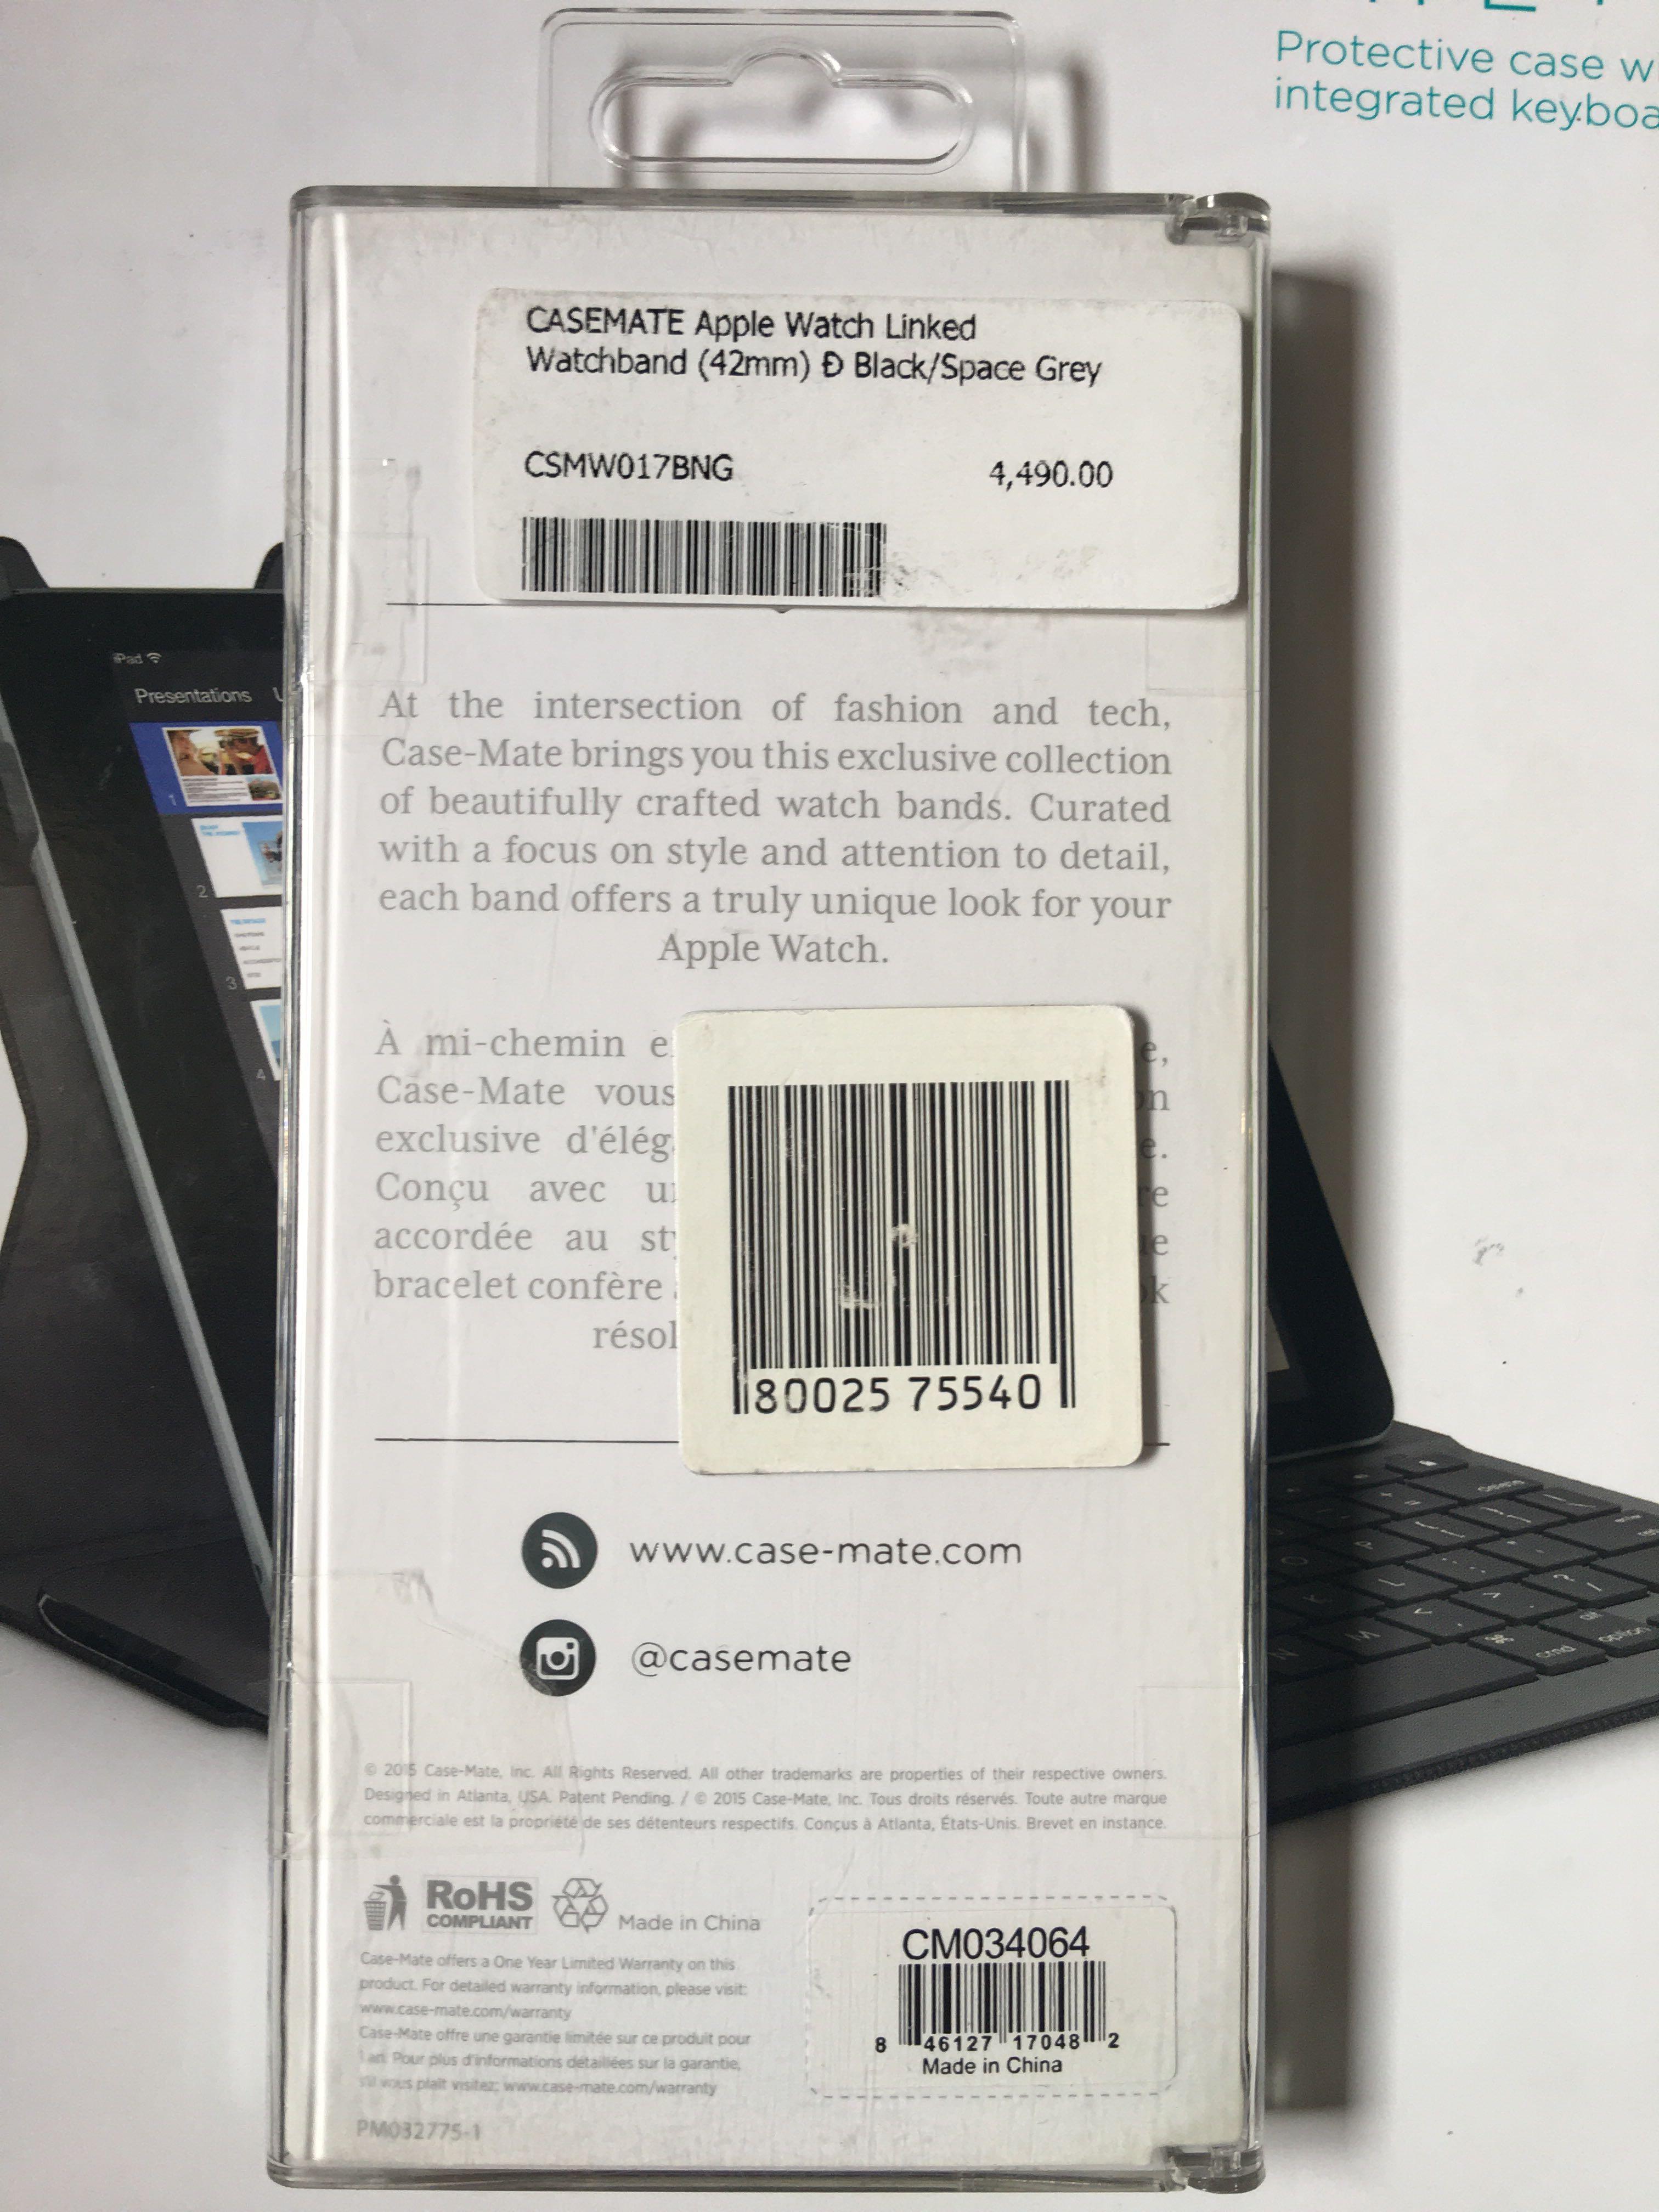 Protective case
integrated
CASEMATE Apple Watch Linked
Watchband (42mm) Đ Black/Space Grey
CSMW017BNG 4,490.00
iPad
Presentations
1
2
3
4
At the intersection of fashion and tech,
Case-Mate brings you this exclusive collection
of beautifully crafted watch bands. Curated
with a focus on style and attention to detail,
each band offers a truly unique look for your
Apple Watch.
À mi-chemin
Case-Mate vous
exclusive
Conçu avec
accordée au
bracelet confère
80025 75540
www.case-mate.com
@casemate
© 2015 Case-Mate, Inc. All Rights Reserved. All other trademarks are properties of their respective owners.
Designed in Atlanta, USA. Patent Pending. / © 2015 Case-Mate, Inc. Tous droits réservés. Toute autre marque
commerciale est la propriété de ses détenteurs respectifs. Conçus à Atlanta, États-Unis. Brevet en instance.
RoHS
COMPLIANT
Made in China
Case-Mate offers a One Year Limited Warranty on this
product. For detailed warranty information, please visit:
www.case-mate.com/warranty
Case-Mate offre une garantie limitée sur ce produit pour
1 an. Pour plus d'informations détaillées sur la garantie,
s'il vous plaît visitez: www.case-mate.com/warranty
PM032775-1
CM034064
8 46127 17048 2
Made in China
delete
cmd
option